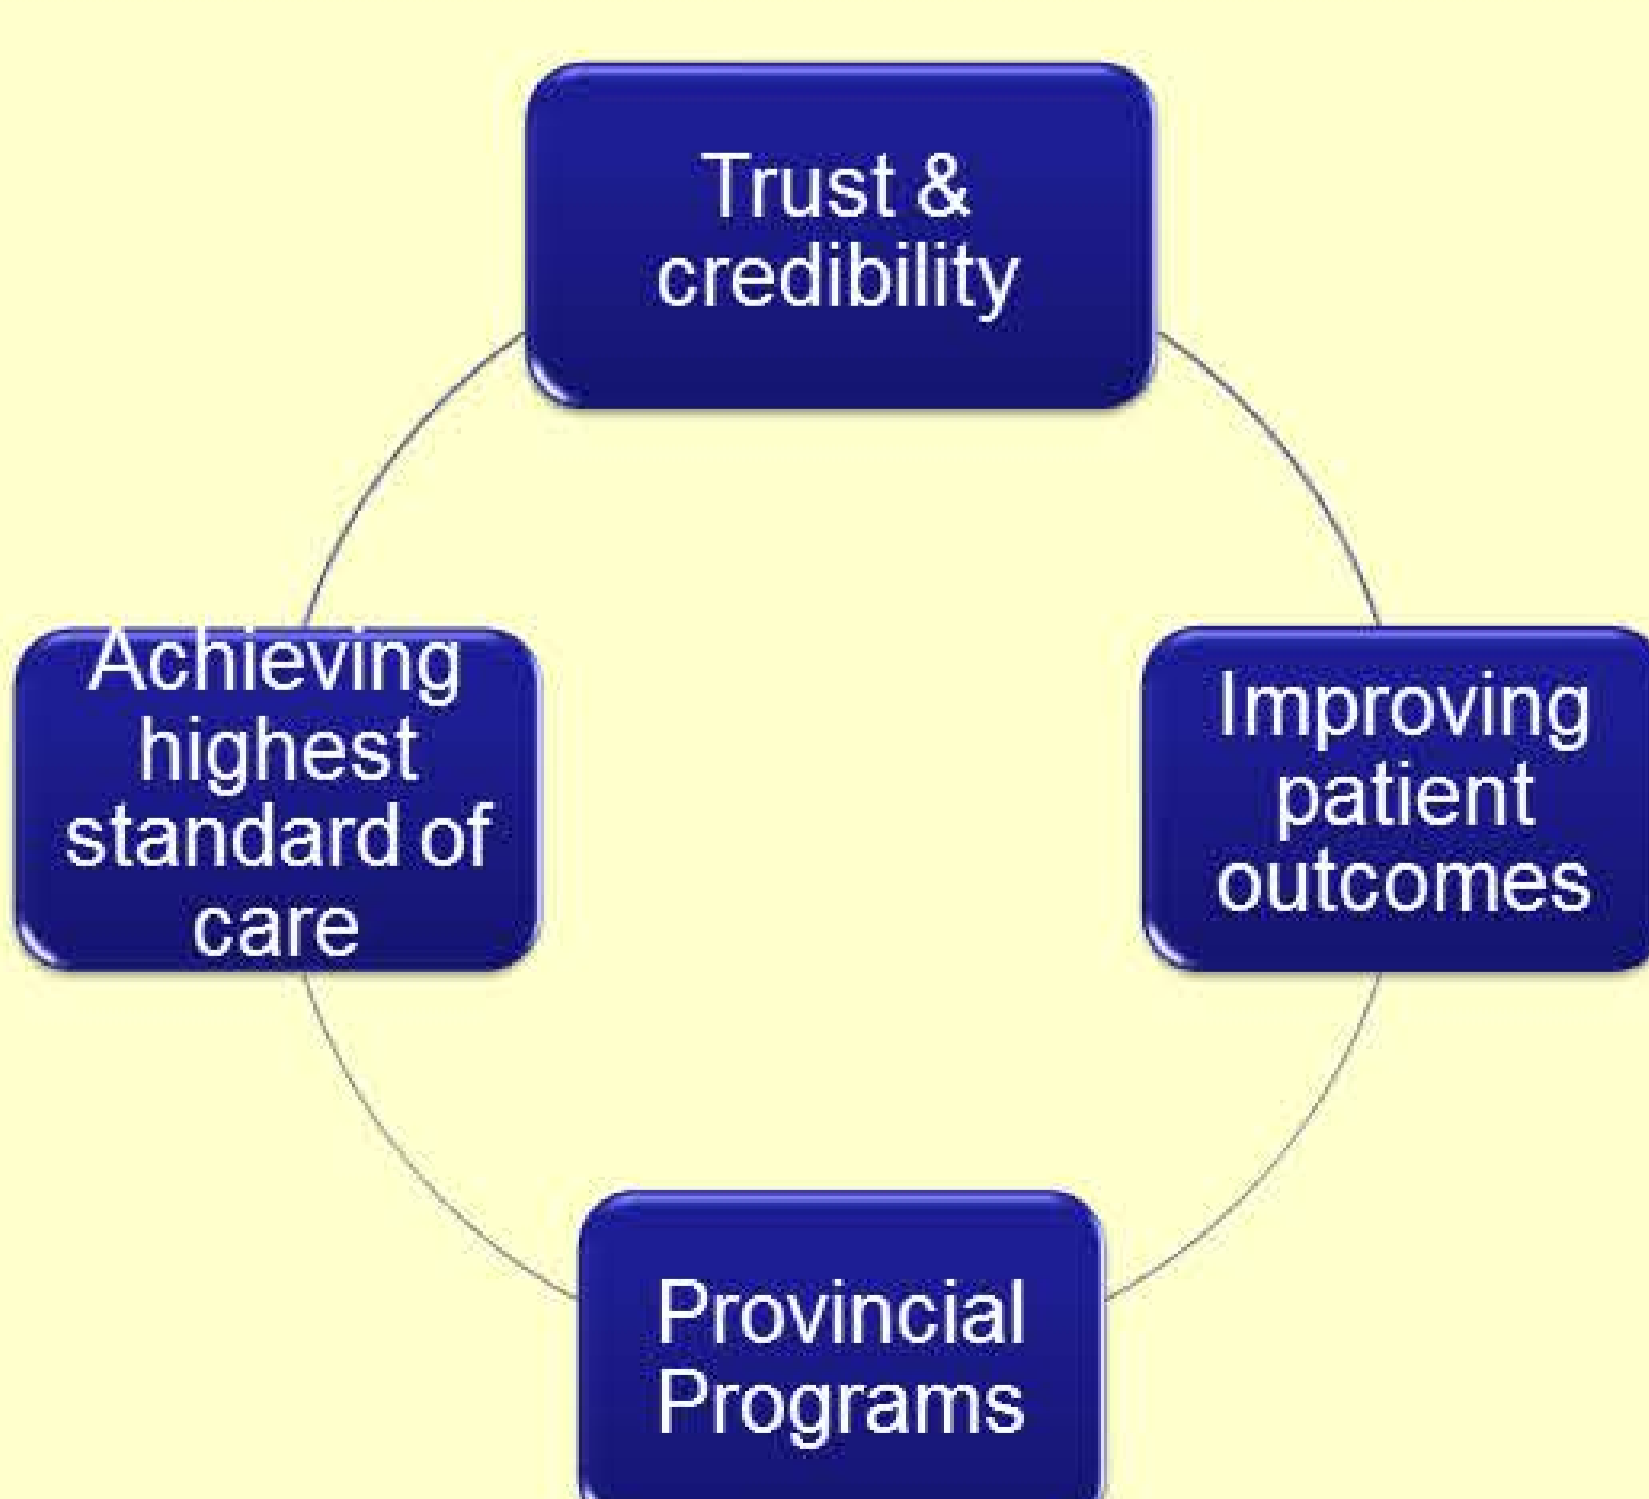 Trust &
credibility
Achieving
highest
standard of
care
Improving
patient
outcomes
Provincial
Programs